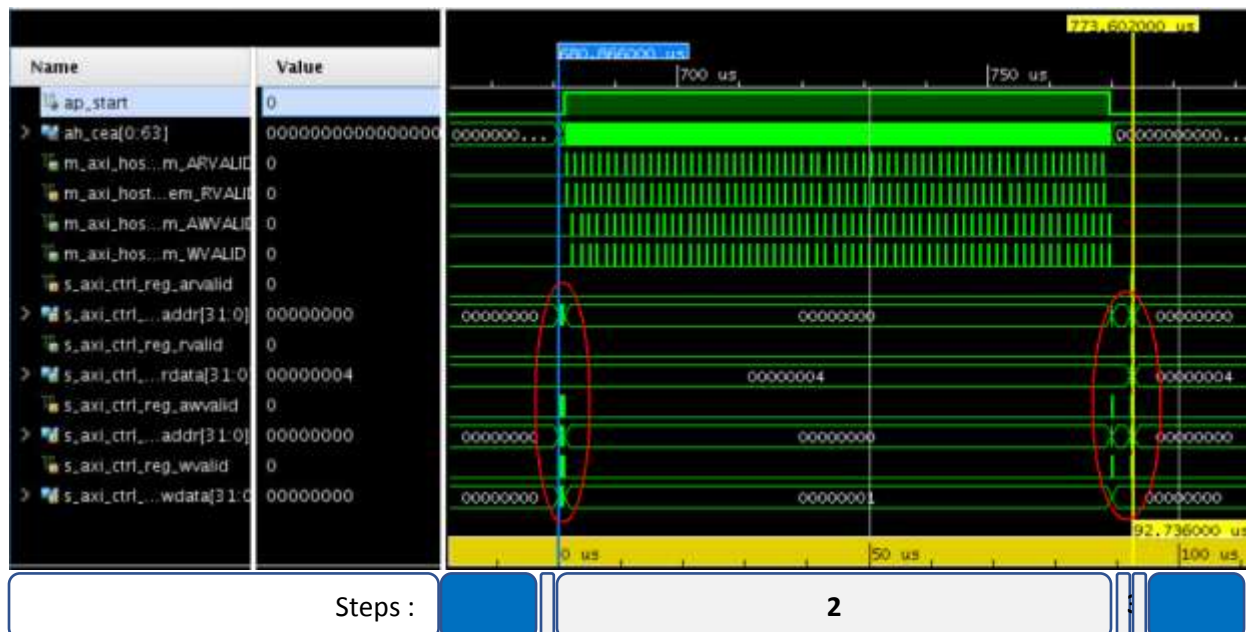 773.602000 us
680.866000 us
Name Value
700 us 750 us
ap_start 0
ah_cea[0:63] 0000000000000000 0000000... 00000000000...
m_axi_hos...m_ARVALID 0
m_axi_host...em_RVALID 0
m_axi_hos...m_AWVALID 0
m_axi_hos...m_WVALID 0
s_axi_ctrl_reg_arvalid 0
s_axi_ctrl_...addr[31:0] 00000000 00000000 00000000 00000000
s_axi_ctrl_reg_rvalid 0
s_axi_ctrl_...rdata[31:0] 00000004 00000004 00000004
s_axi_ctrl_reg_awvalid 0
s_axi_ctrl_...addr[31:0] 00000000 00000000 00000000 00000000
s_axi_ctrl_reg_wvalid 0
s_axi_ctrl_...wdata[31:0 00000000 00000000 00000001 00000000
92.736000 us
0 us 50 us 100 us
Steps : 2